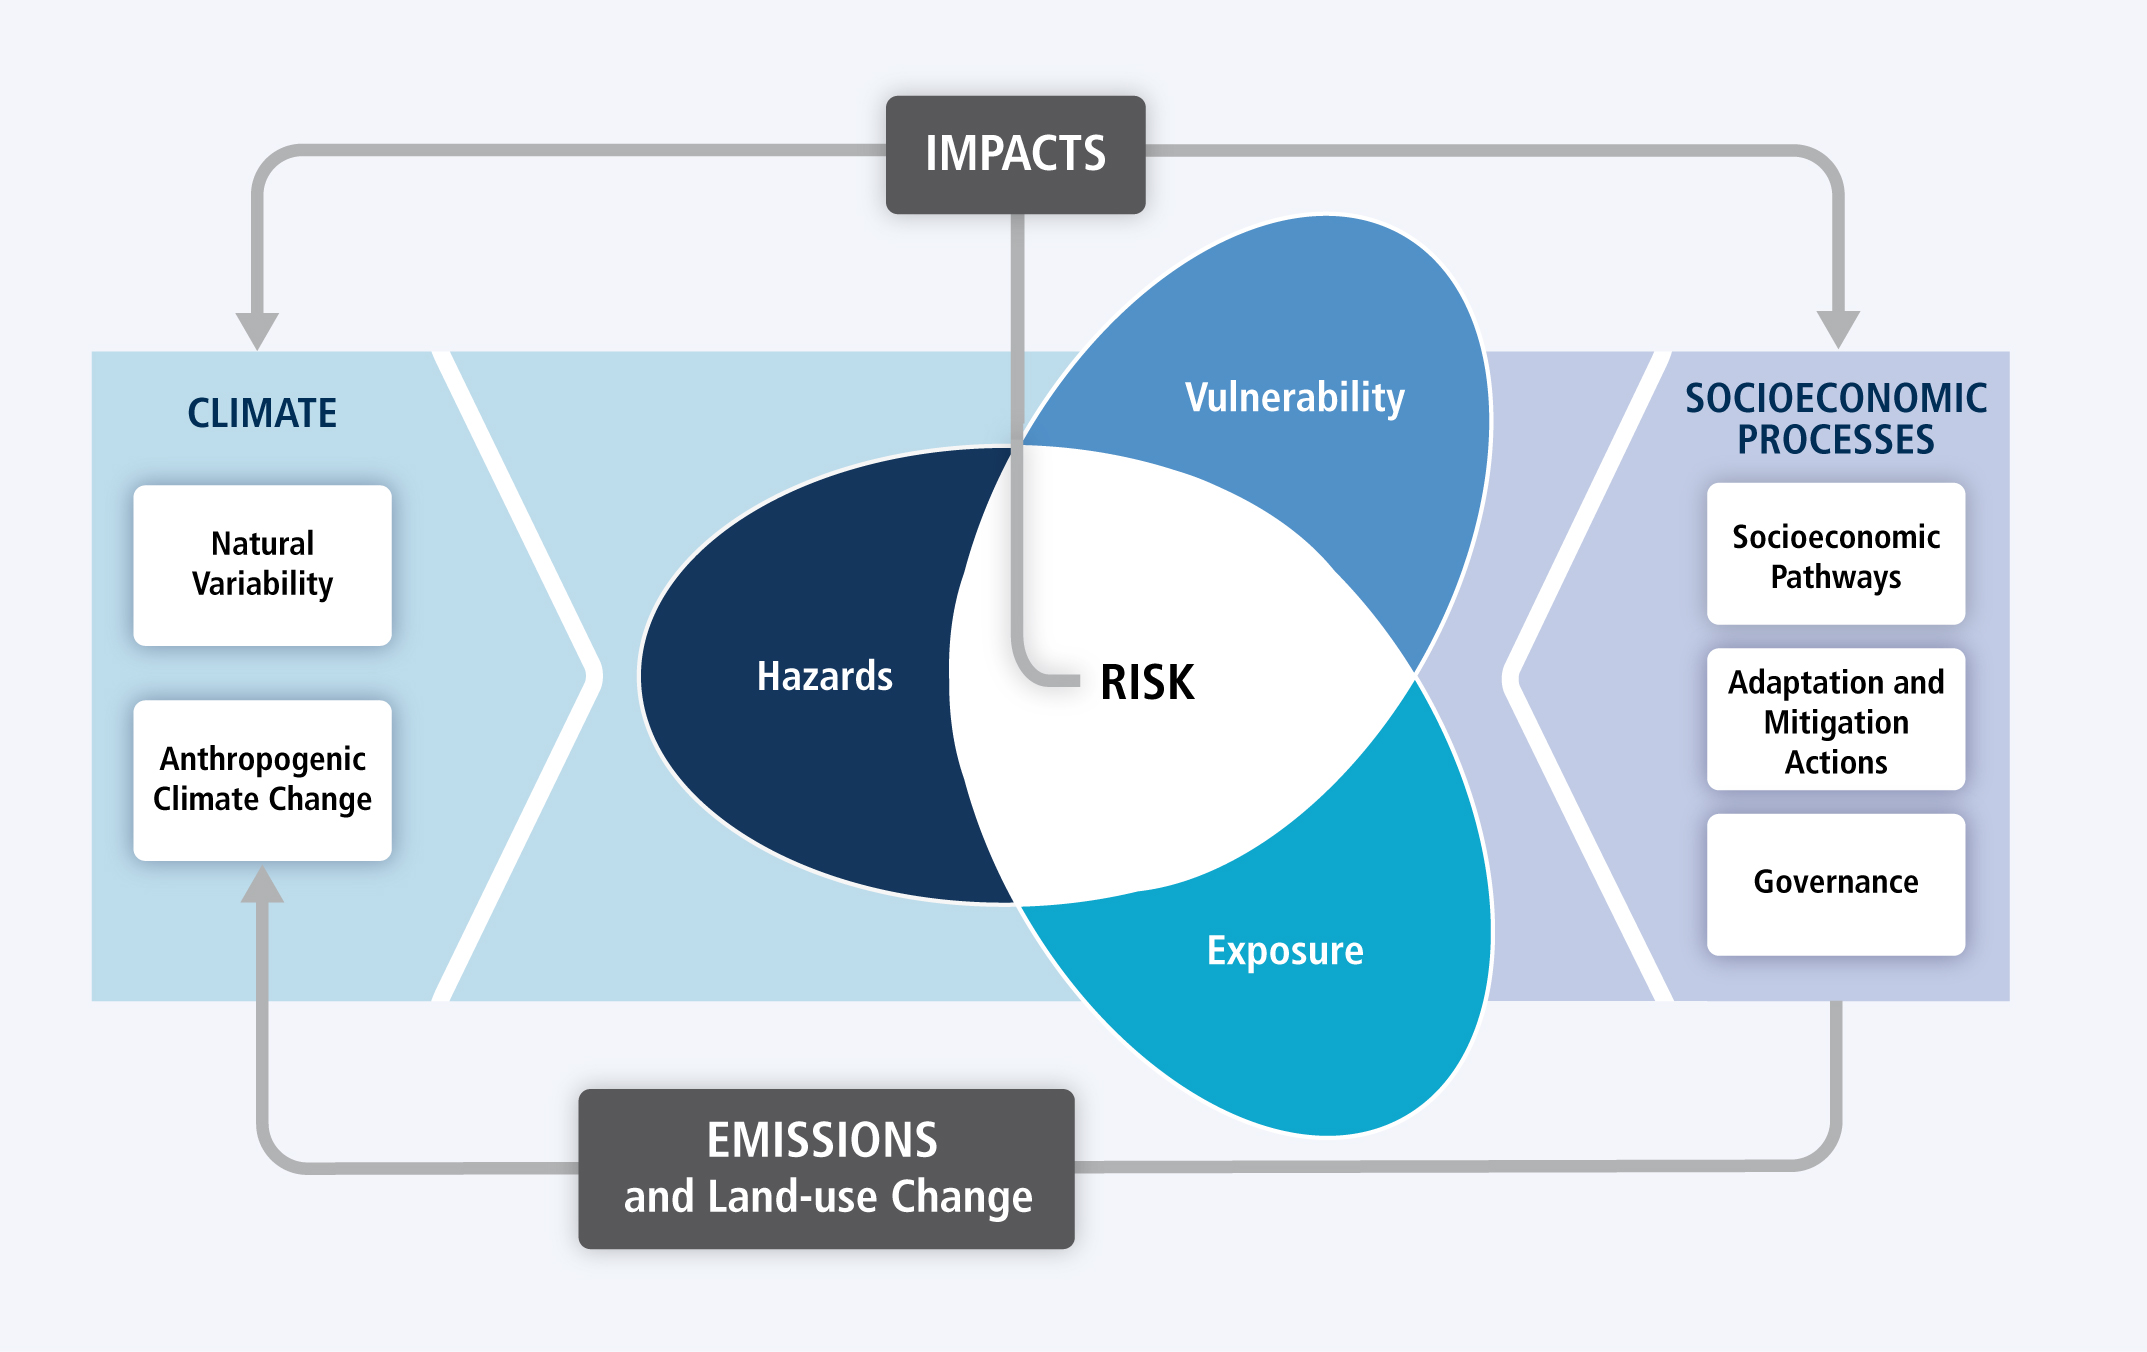 IMPACTS
CLIMATE
Natural
Variability
Anthropogenic
Climate Change
Vulnerability
Hazards
RISK
Exposure
SOCIOECONOMIC
PROCESSES
Socioeconomic
Pathways
Adaptation and
Mitigation
Actions
Governance
EMISSIONS
and Land-use Change